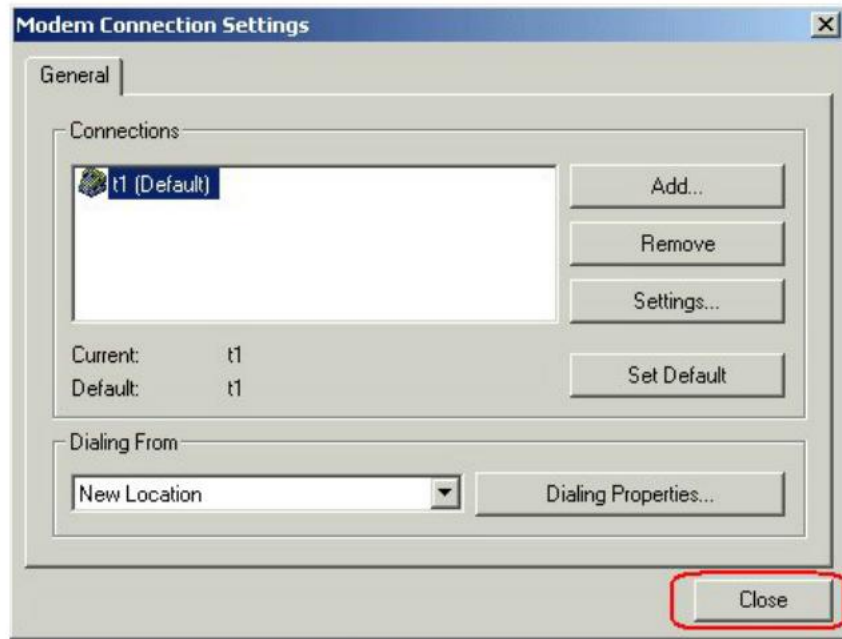 Modem Connection Settings
General
Connections
t1 (Default)
Add...
Remove
Settings...
Current: t1
Set Default
Default: t1
Dialing From
New Location
Dialing Properties...
Close